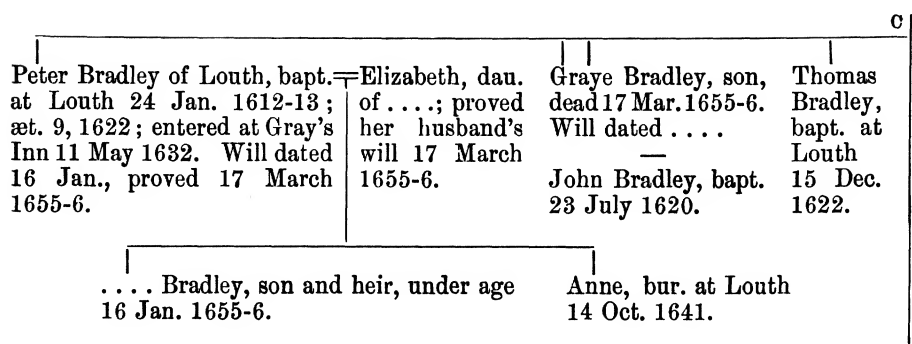 C
Peter Bradley of Louth, bapt.
at Louth 24 Jan. 1612-13;
æt. 9, 1622; entered at Gray's
Inn 11 May 1632. Will dated
16 Jan., proved 17 March
1655-6.
Elizabeth, dau.
of ....; proved
her husband's
will 17 March
1655-6.
Graye Bradley, son,
dead 17 Mar. 1655-6.
Will dated ....
—
John Bradley, bapt.
23 July 1620.
Thomas
Bradley,
bapt. at
Louth
15 Dec.
1622.
.... Bradley, son and heir, under age
16 Jan. 1655-6.
Anne, bur. at Louth
14 Oct. 1641.